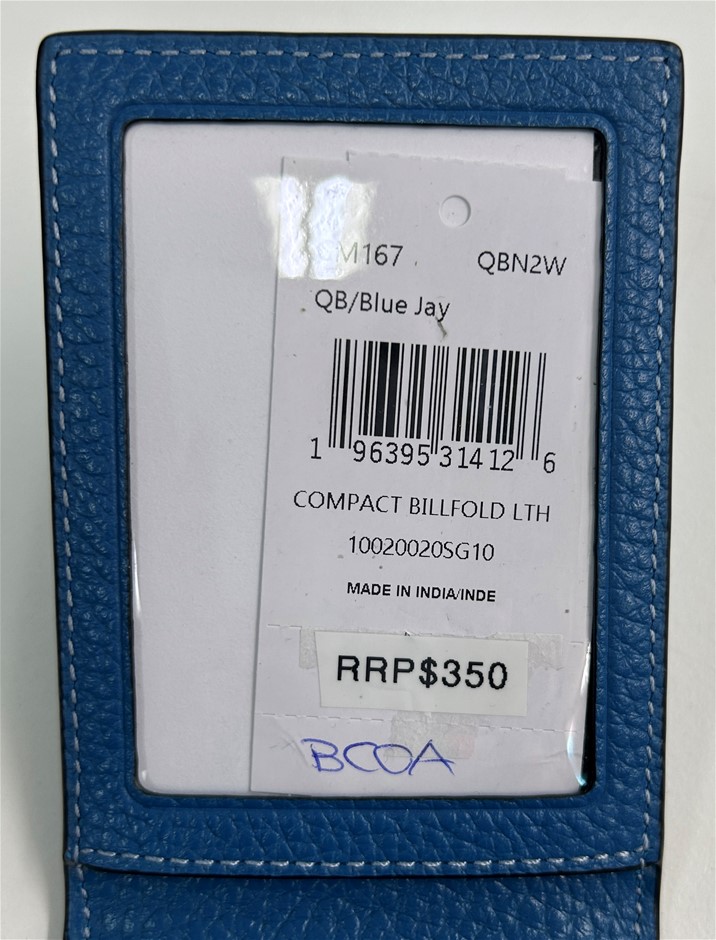 CM167 QBN2W
QB/Blue Jay
1 96395 31412 6
COMPACT BILLFOLD LTH
10020020SG10
MADE IN INDIA/INDE
RRP$350
BCOA